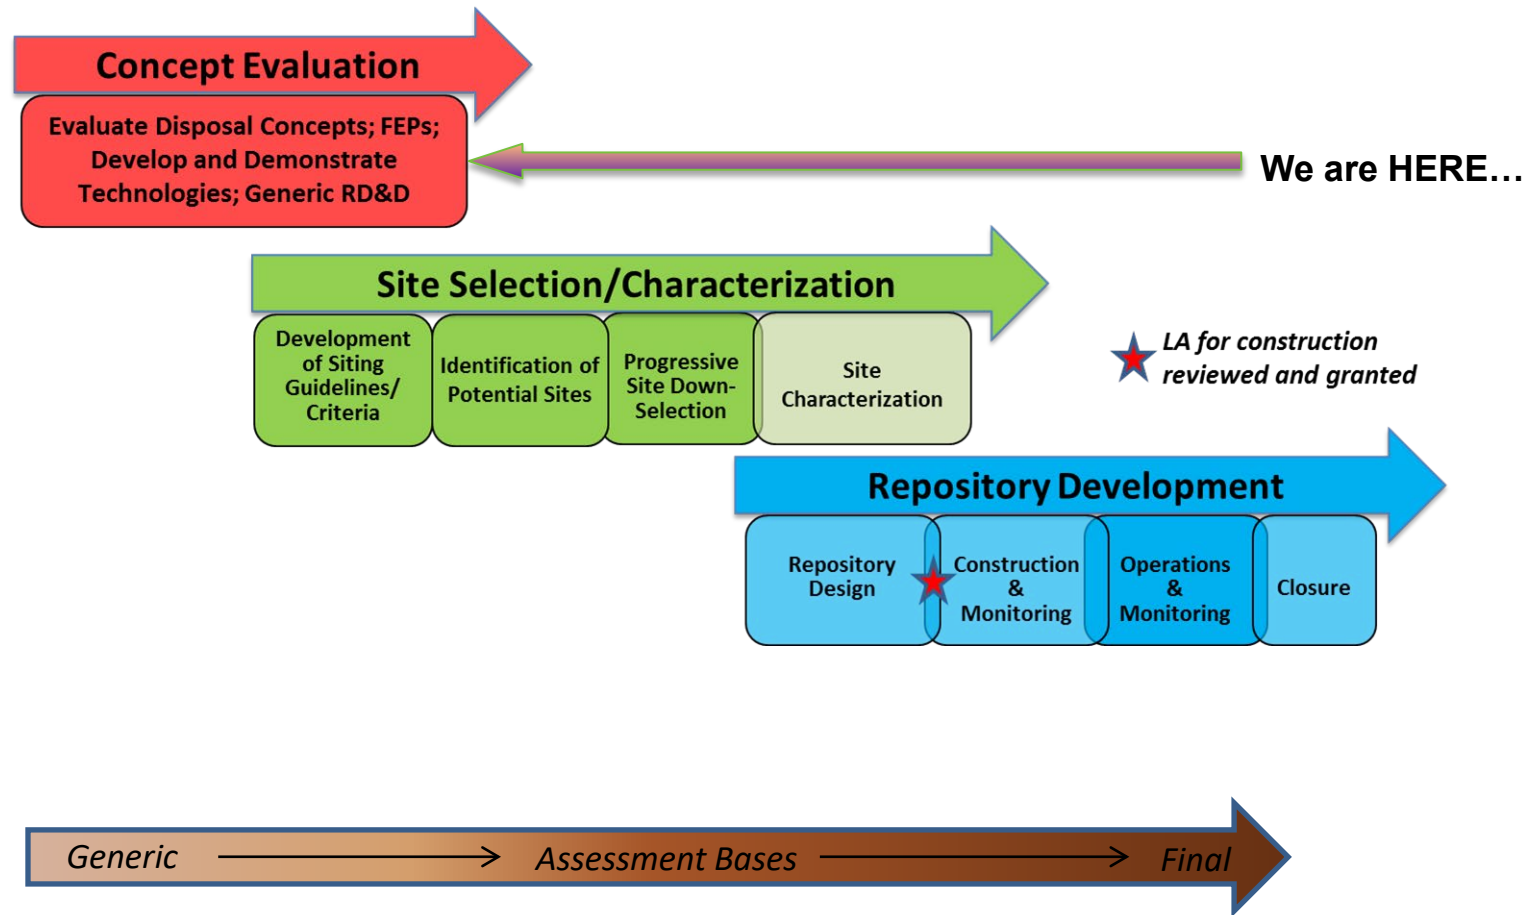 Concept Evaluation
Evaluate Disposal Concepts; FEPs;
Develop and Demonstrate
Technologies; Generic RD&D
We are HERE…
Site Selection/Characterization
Development
of Siting
Guidelines/
Criteria
Identification of
Potential Sites
Progressive
Site Down-
Selection
Site
Characterization
LA for construction
reviewed and granted
Repository Development
Repository
Design
Construction
&
Monitoring
Operations
&
Monitoring
Closure
Generic
Assessment Bases
Final